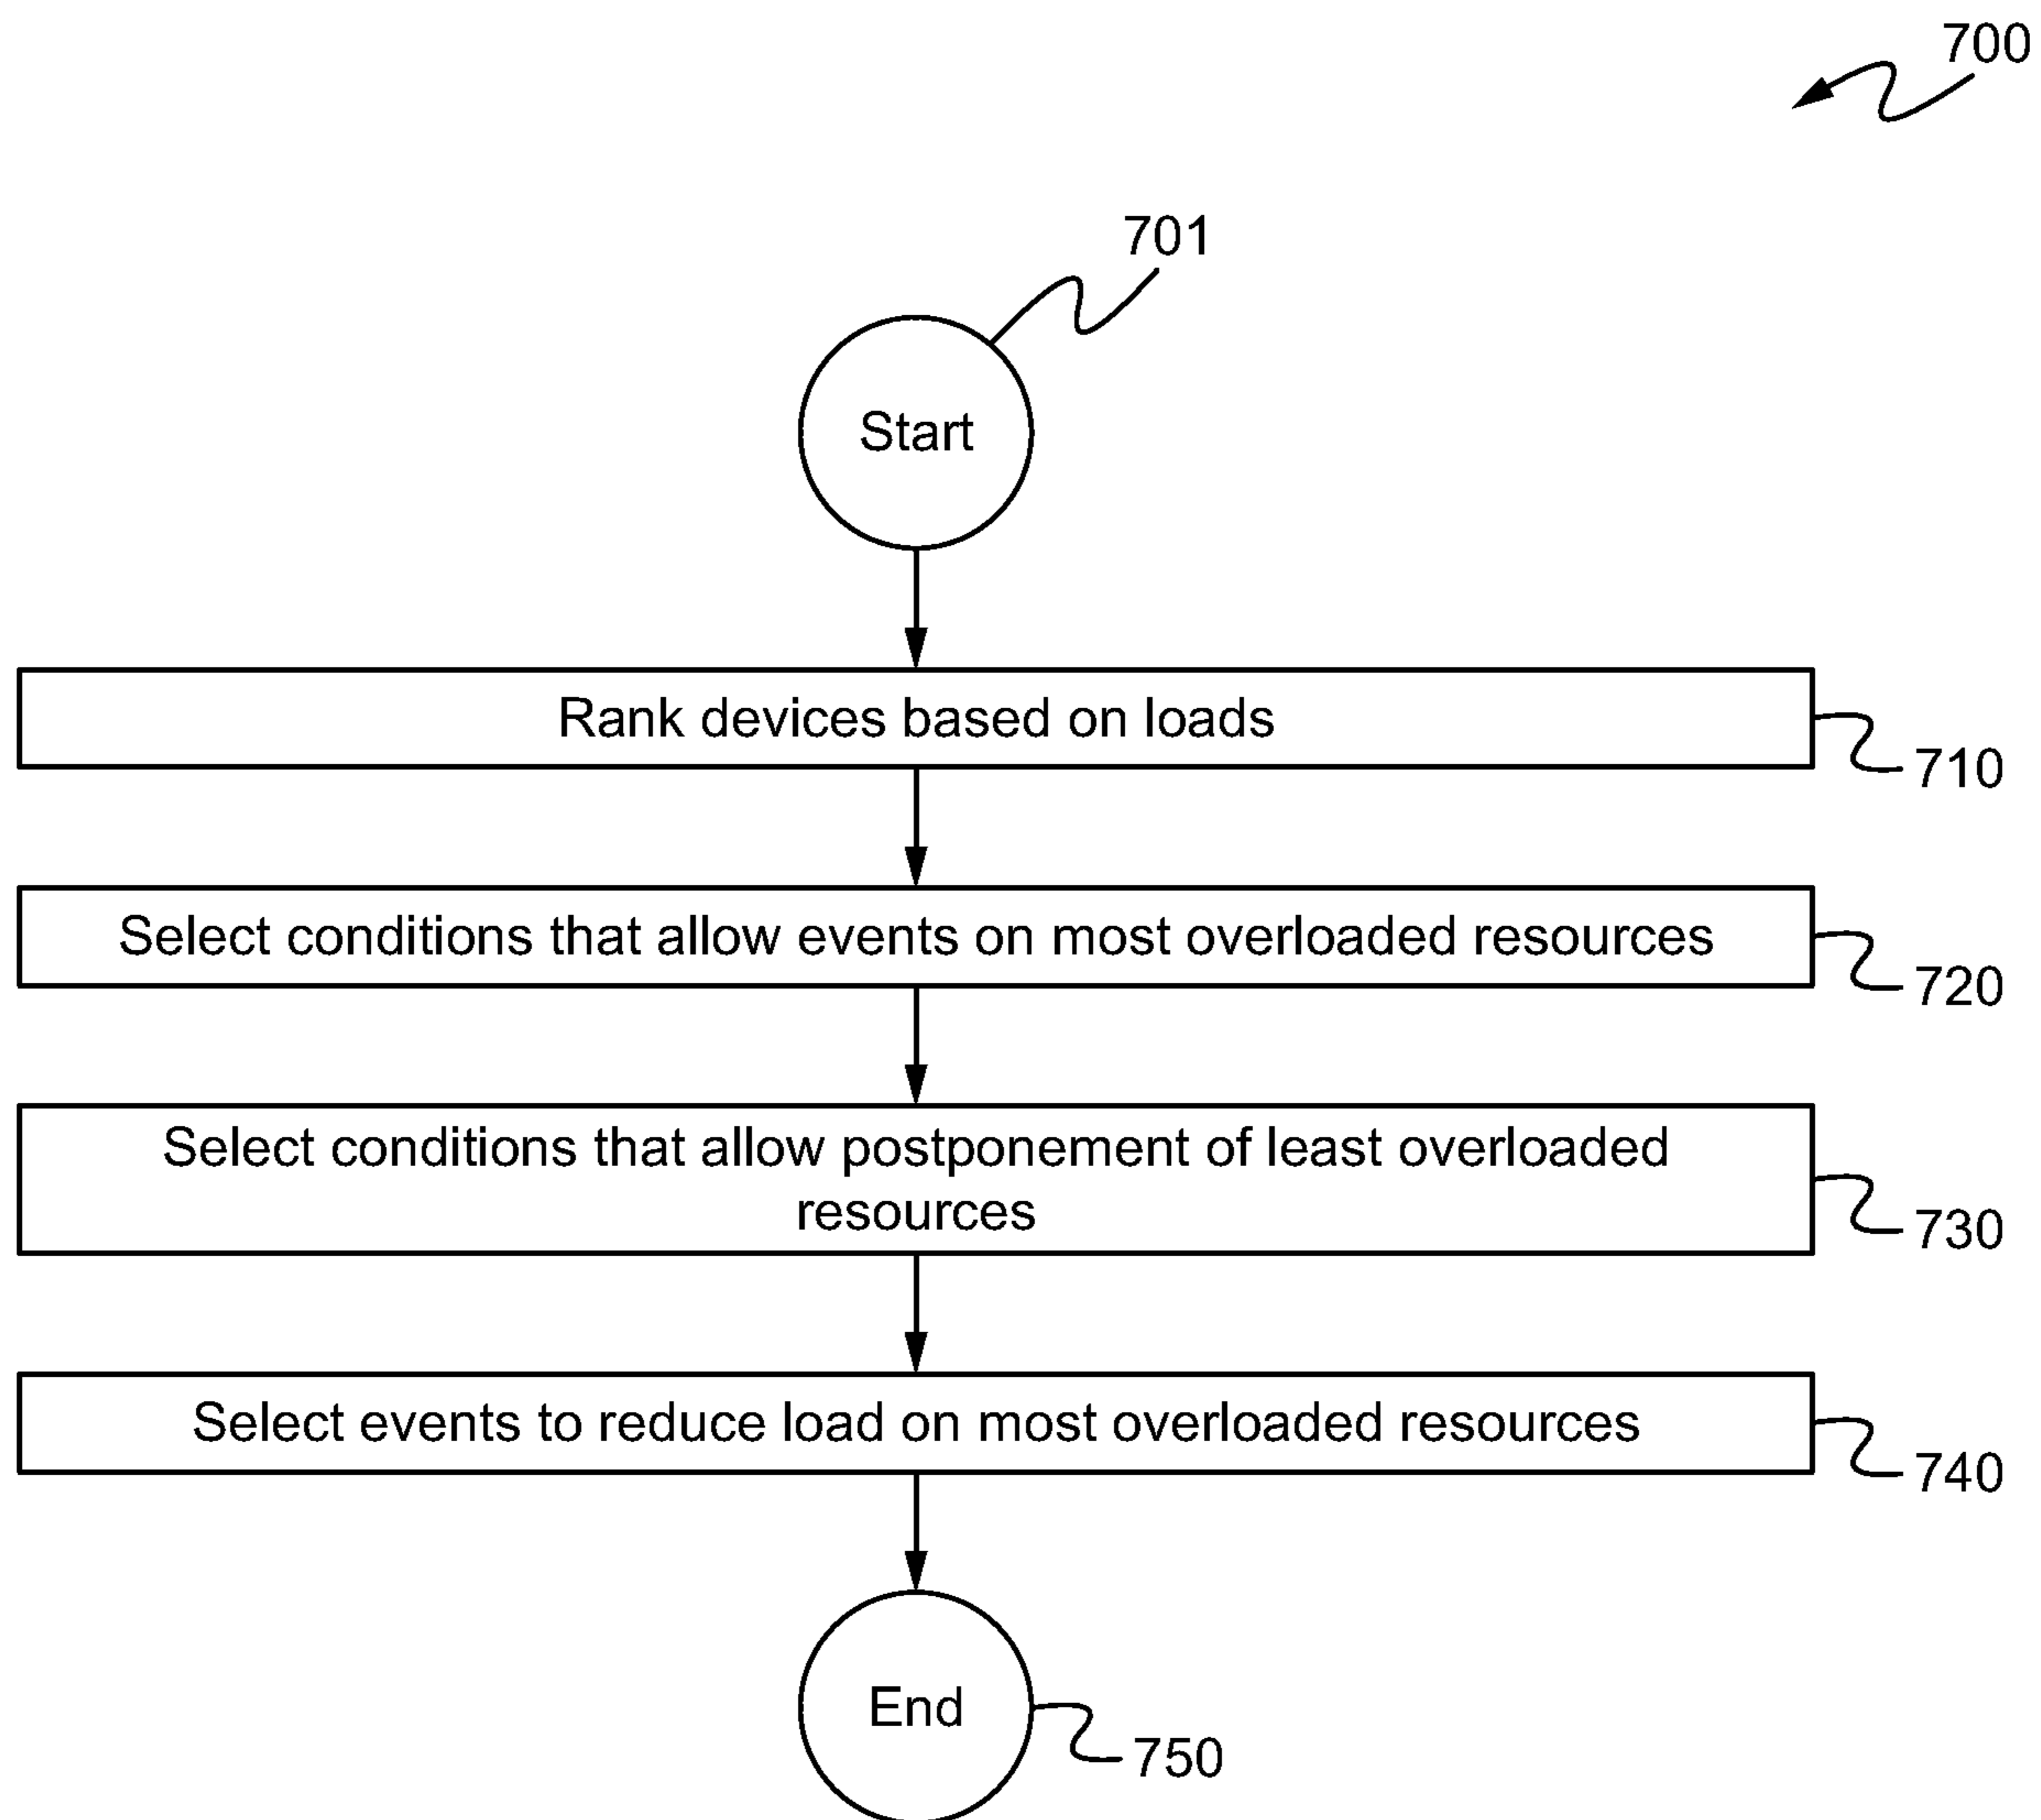 700
701
Start
Rank devices based on loads
710
Select conditions that allow events on most overloaded resources
720
Select conditions that allow postponement of least overloaded
resources
730
Select events to reduce load on most overloaded resources
740
End
750